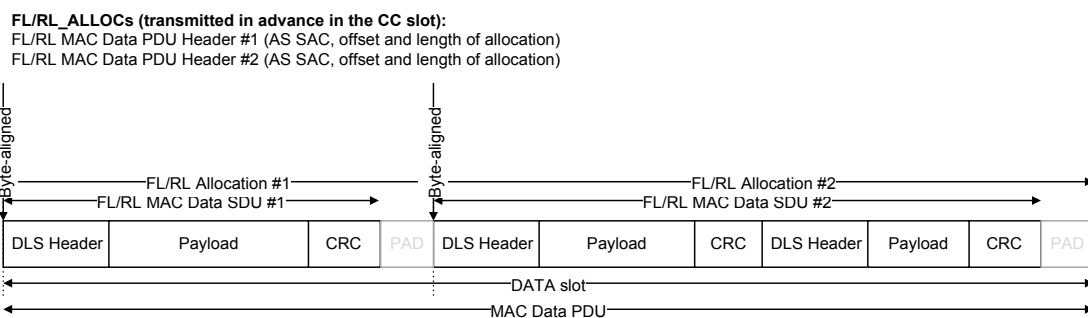 FL/RL_ALLOCs (transmitted in advance in the CC slot):
FL/RL MAC Data PDU Header #1 (AS SAC, offset and length of allocation)
FL/RL MAC Data PDU Header #2 (AS SAC, offset and length of allocation)
Byte-aligned
Byte-aligned
FL/RL Allocation #1
FL/RL Allocation #2
FL/RL MAC Data SDU #1
FL/RL MAC Data SDU #2
DLS Header Payload CRC PAD DLS Header Payload CRC DLS Header Payload CRC PAD
DATA slot
MAC Data PDU